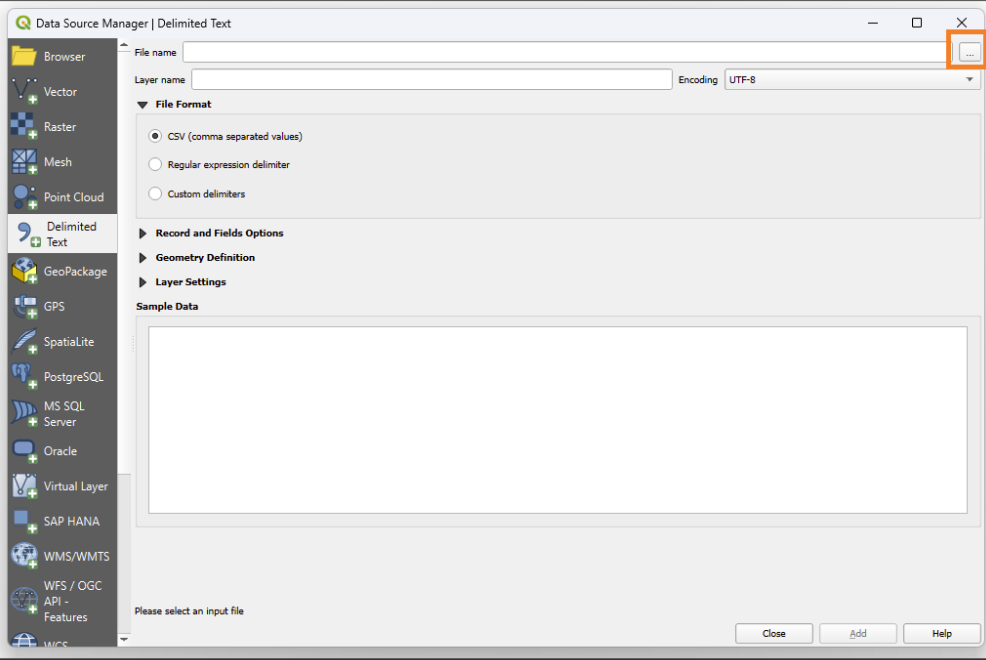 Data Source Manager | Delimited Text
Browser
Vector
Raster
Mesh
Point Cloud
Delimited
Text
GeoPackage
GPS
SpatiaLite
PostgreSQL
MS SQL
Server
Oracle
Virtual Layer
SAP HANA
WMS/WMTS
WFS / OGC
API -
Features
WCS
File name
...
Layer name
Encoding UTF-8
File Format
CSV (comma separated values)
Regular expression delimiter
Custom delimiters
Record and Fields Options
Geometry Definition
Layer Settings
Sample Data
Please select an input file
Close Add Help